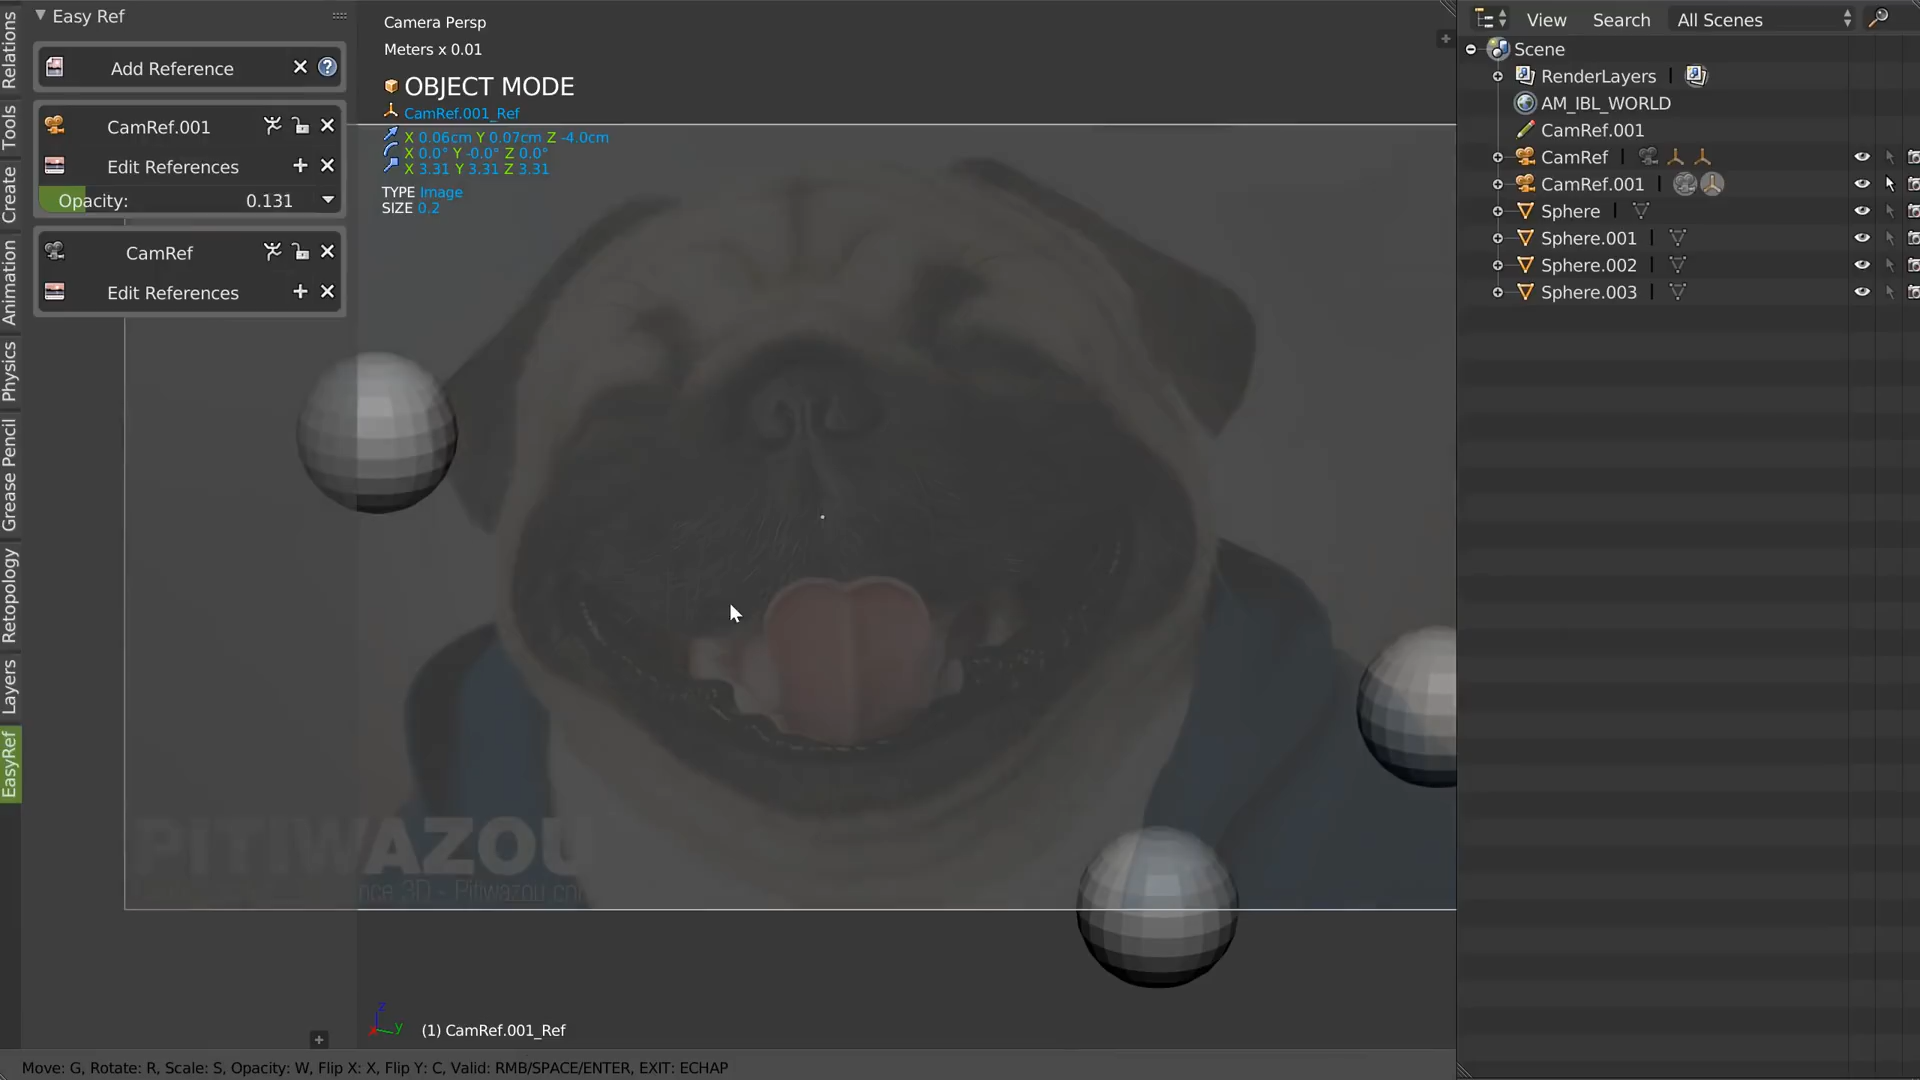 Easy Ref
Add Reference
CamRef.001
Edit References
Opacity: 0.131
CamRef
Edit References
Relations
Tools
Create
Animation
Physics
Grease Pencil
Retopology
Layers
EasyRef
Camera Persp
Meters x 0.01
OBJECT MODE
CamRef.001_Ref
X 0.06cm Y 0.07cm Z -4.0cm
X 0.0° Y -0.0° Z 0.0°
X 3.31 Y 3.31 Z 3.31
TYPE Image
SIZE 0.2
PITIWAZOU
3D - Pitiwazou.com
z
x y
(1) CamRef.001_Ref
Move: G, Rotate: R, Scale: S, Opacity: W, Flip X: X, Flip Y: C, Valid: RMB/SPACE/ENTER, EXIT: ECHAP
View Search All Scenes
Scene
RenderLayers
AM_IBL_WORLD
CamRef.001
CamRef
CamRef.001
Sphere
Sphere.001
Sphere.002
Sphere.003